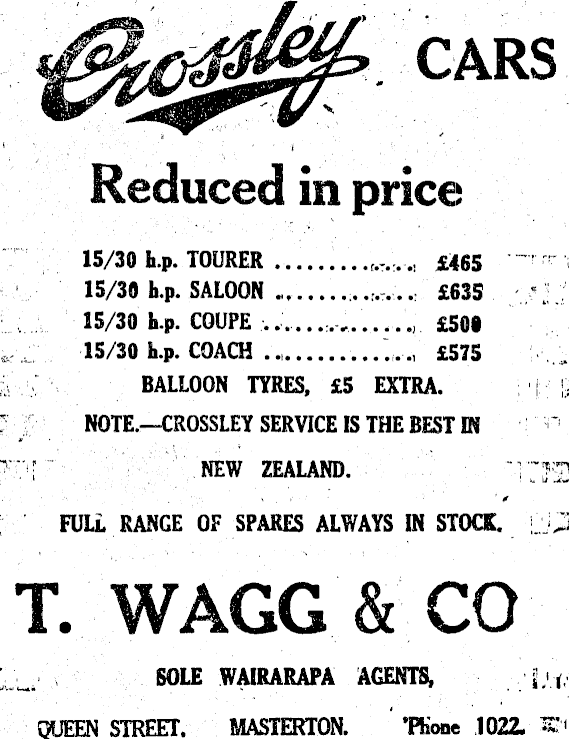 Crossley CARS
Reduced in price
15/30 h.p. TOURER .................. £465
15/30 h.p. SALOON .................. £635
15/30 h.p. COUPE .................. £500
15/30 h.p. COACH .................. £575
BALLOON TYRES, £5 EXTRA.
NOTE.—CROSSLEY SERVICE IS THE BEST IN
NEW ZEALAND.
FULL RANGE OF SPARES ALWAYS IN STOCK.
T. WAGG & CO
SOLE WAIRARAPA AGENTS,
QUEEN STREET. MASTERTON. 'Phone 1022.